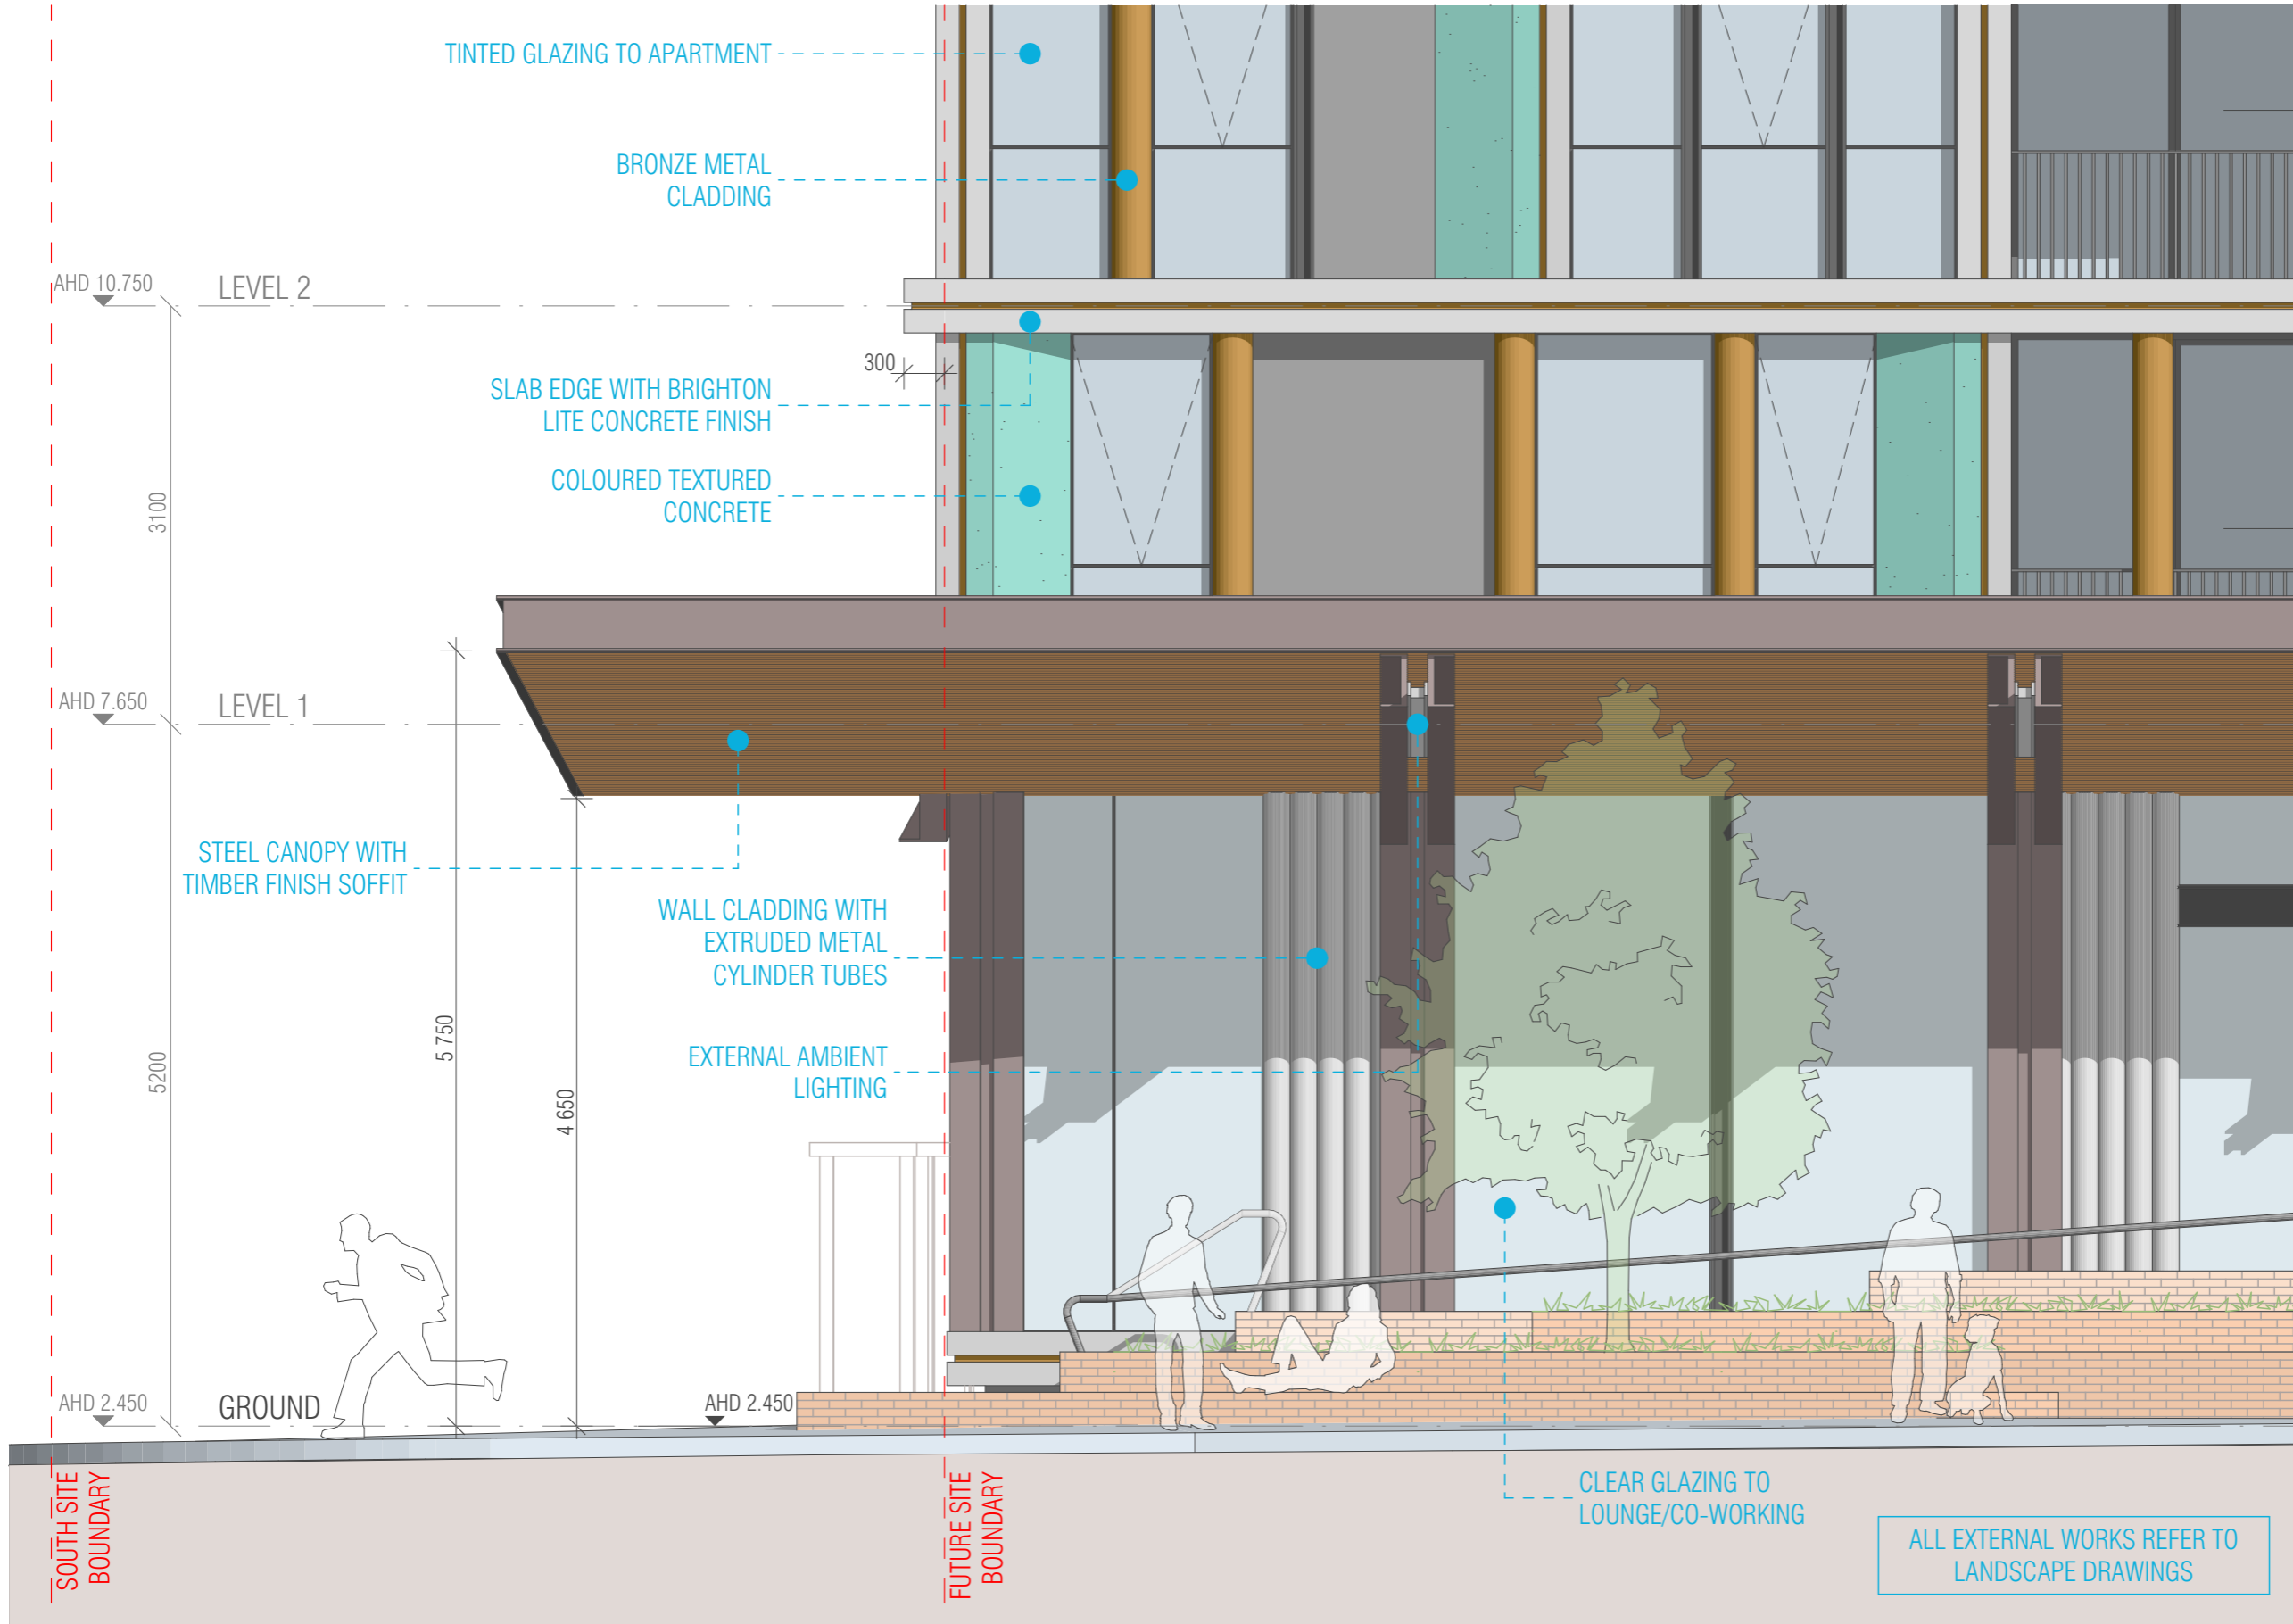 TINTED GLAZING TO APARTMENT
BRONZE METAL
CLADDING
AHD 10.750
LEVEL 2
300
SLAB EDGE WITH BRIGHTON
LITE CONCRETE FINISH
COLOURED TEXTURED
CONCRETE
3100
AHD 7.650
LEVEL 1
STEEL CANOPY WITH
TIMBER FINISH SOFFIT
WALL CLADDING WITH
EXTRUDED METAL
CYLINDER TUBES
5 750
5200
4 650
EXTERNAL AMBIENT
LIGHTING
AHD 2.450
GROUND
AHD 2.450
SOUTH SITE
BOUNDARY
FUTURE SITE
BOUNDARY
CLEAR GLAZING TO
LOUNGE/CO-WORKING
ALL EXTERNAL WORKS REFER TO
LANDSCAPE DRAWINGS